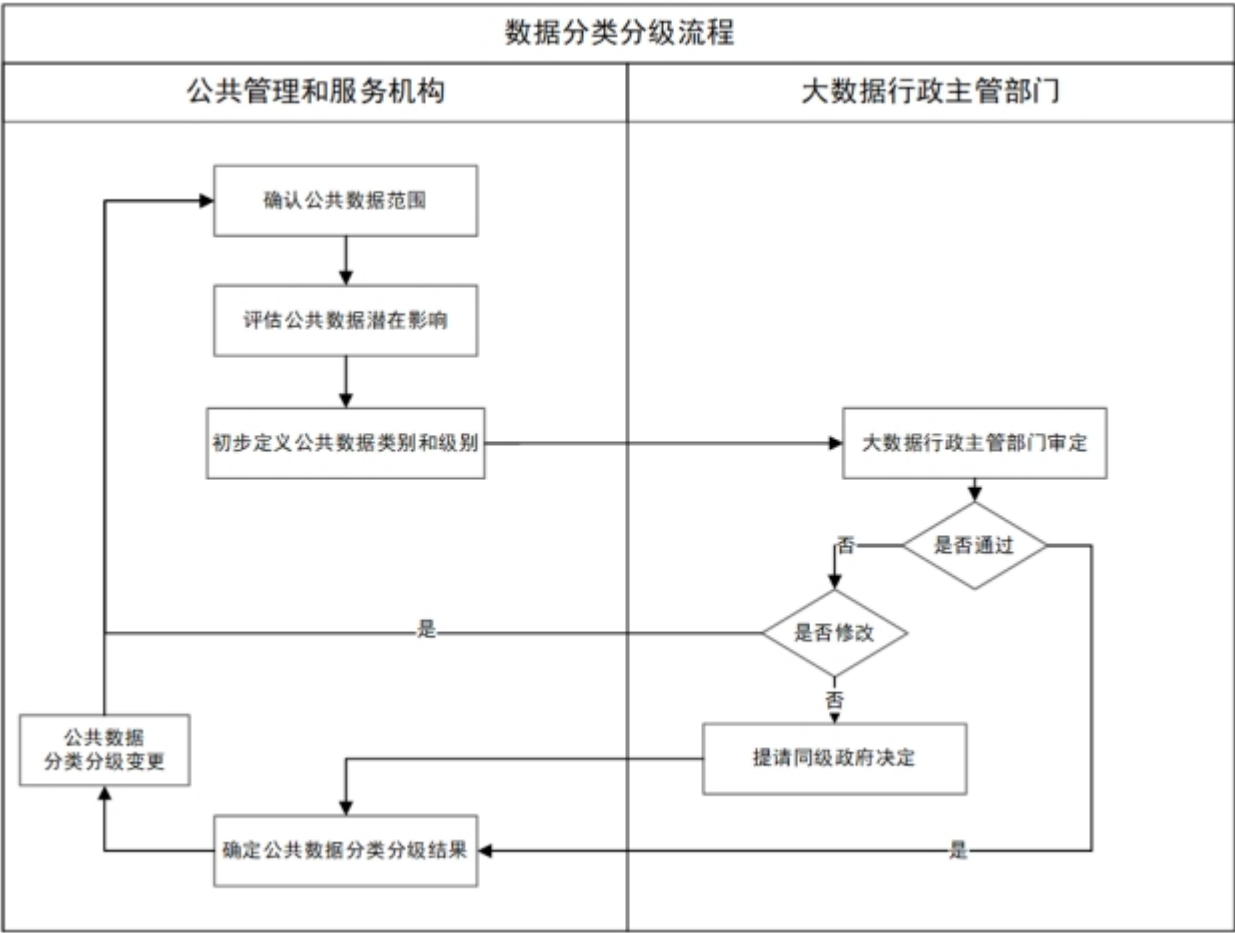 数据分类分级流程
公共管理和服务机构
大数据行政主管部门
确认公共数据范围
评估公共数据潜在影响
初步定义公共数据类别和级别
大数据行政主管部门审定
是否通过
否
是否修改
是
否
公共数据
分类分级变更
提请同级政府决定
确定公共数据分类分级结果
是